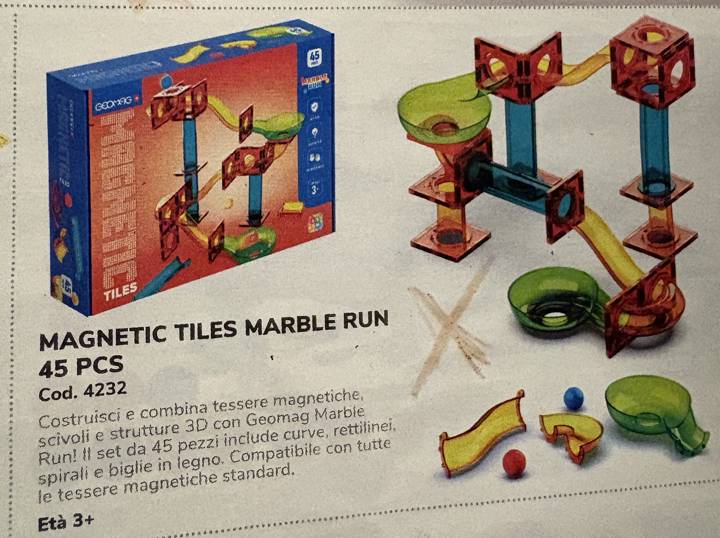 GEOMAG
MAGNETIC
TILES
45
3+
MAGNETIC TILES MARBLE RUN
45 PCS
Cod. 4232
Costruisci e combina tessere magnetiche,
scivoli e strutture 3D con Geomag Marble
Run! Il set da 45 pezzi include curve, rettilinei,
spirali e biglie in legno. Compatibile con tutte
le tessere magnetiche standard.
Età 3+